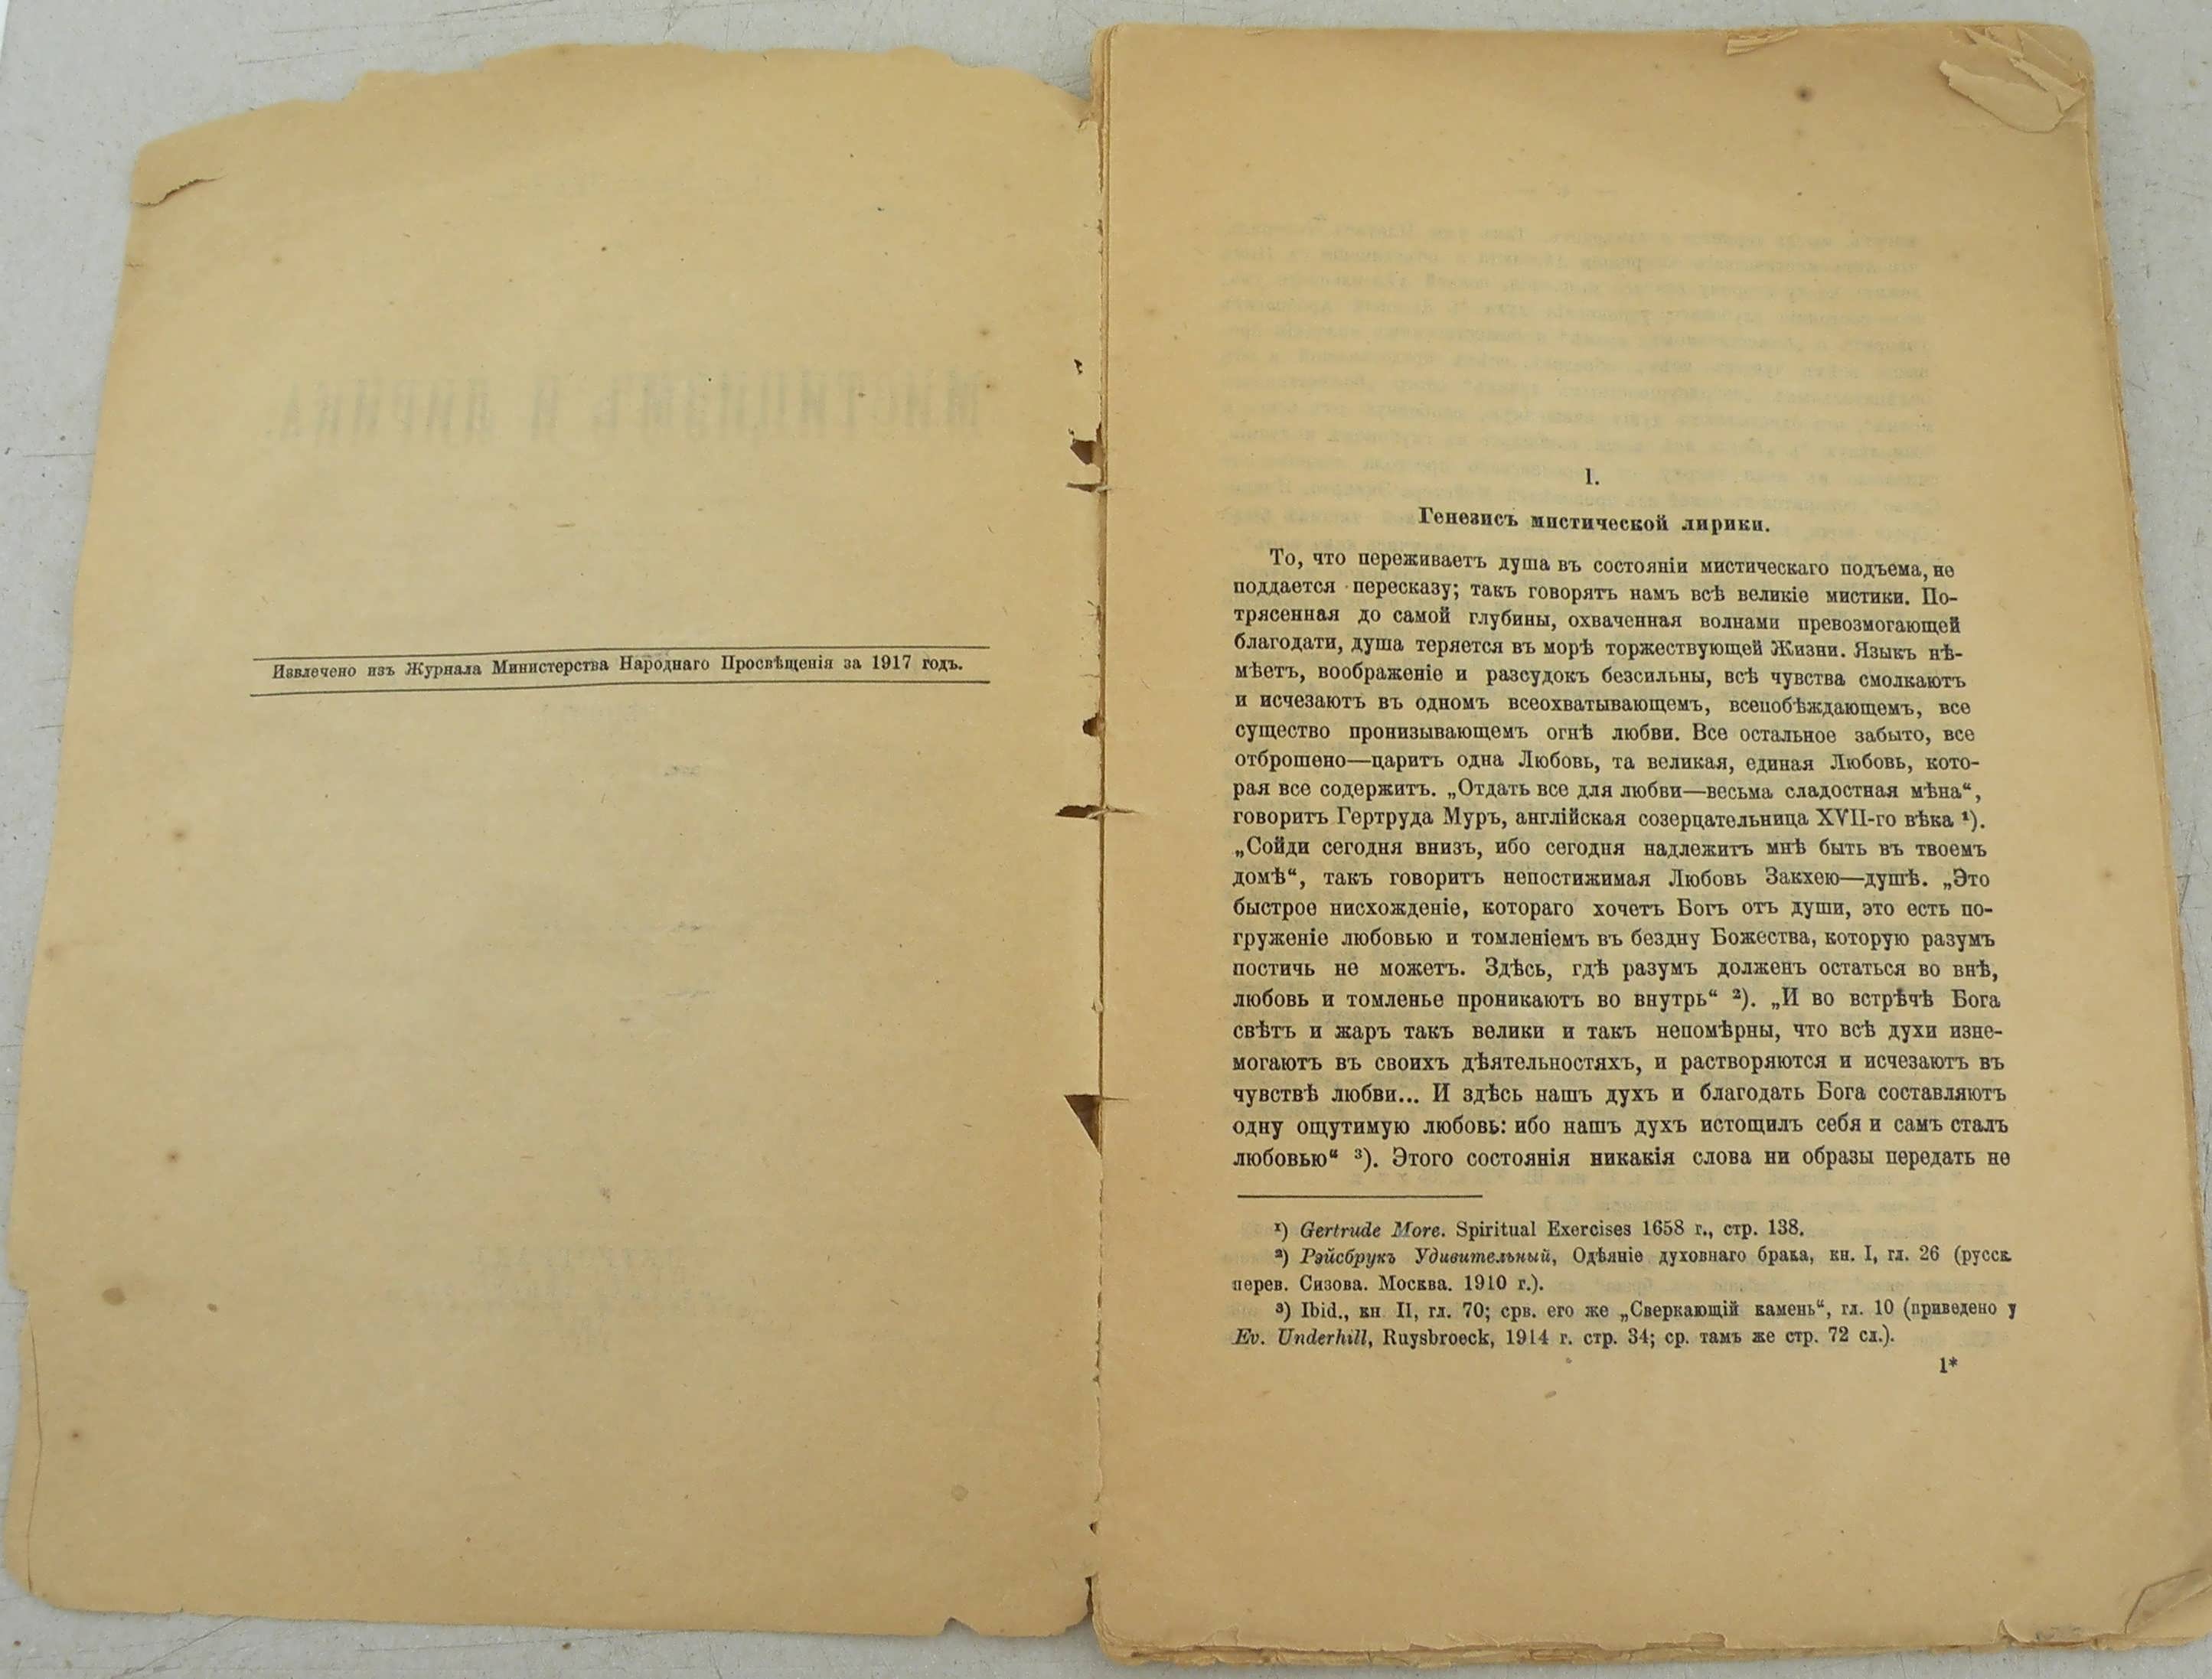 Извлечено изъ Журнала Министерства Народнаго Просвѣщенія за 1917 годъ.
МИСТИЦИЗМЪ И ЛИРИКА.
I.
Генезисъ мистической лирики.
То, что переживаетъ душа въ состояніи мистическаго подъема, не
поддается пересказу; такъ говорятъ намъ всѣ великіе мистики. По-
трясенная до самой глубины, охваченная волнами превозмогающей
благодати, душа теряется въ морѣ торжествующей Жизни. Языкъ нѣ-
мѣетъ, воображеніе и разсудокъ безсильны, всѣ чувства смолкаютъ
и исчезаютъ въ одномъ всеохватывающемъ, всепобѣждающемъ, все
существо пронизывающемъ огнѣ любви. Все остальное забыто, все
отброшено—царитъ одна Любовь, та великая, единая Любовь, кото-
рая все содержитъ. „Отдать все для любви—весьма сладостная мѣна“,
говоритъ Гертруда Муръ, англійская созерцательница XVII-го вѣка ¹).
„Сойди сегодня внизъ, ибо сегодня надлежитъ мнѣ быть въ твоемъ
домѣ“, такъ говоритъ непостижимая Любовь Закхею—душѣ. „Это
быстрое нисхожденіе, котораго хочетъ Богъ отъ души, это есть по-
груженіе любовью и томленіемъ въ бездну Божества, которую разумъ
постичь не можетъ. Здѣсь, гдѣ разумъ долженъ остаться во внѣ,
любовь и томленье проникаютъ во внутрь“ ²). „И во встрѣчѣ Бога
свѣтъ и жаръ такъ велики и такъ непомѣрны, что всѣ духи изне-
могаютъ въ своихъ дѣятельностяхъ, и растворяются и исчезаютъ въ
чувствѣ любви... И здѣсь нашъ духъ и благодать Бога составляютъ
одну ощутимую любовь: ибо нашъ духъ истощилъ себя и самъ сталъ
любовью“ ³). Этого состоянія никакія слова ни образы передать не
¹) Gertrude More. Spiritual Exercises 1658 г., стр. 138.
²) Рэйсбрукъ Удивительный, Одѣяніе духовнаго брака, кн. I, гл. 26 (русск.
перев. Сизова. Москва. 1910 г.).
³) Ibid., кн II, гл. 70; срв. его же „Сверкающій камень“, гл. 10 (приведено у
Ev. Underhill, Ruysbroeck, 1914 г. стр. 34; ср. тамъ же стр. 72 сл.).
1*